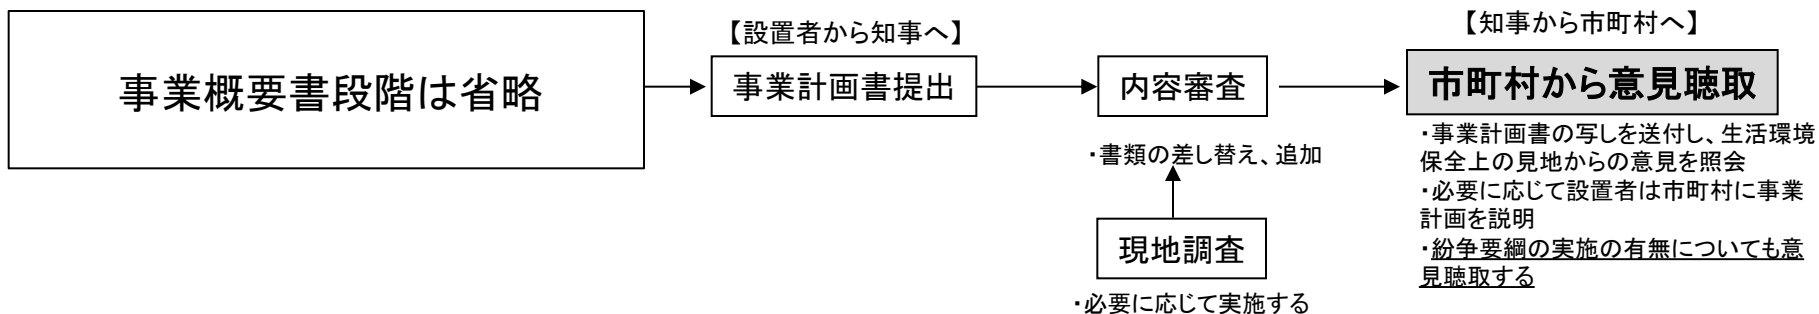 事業概要書段階は省略
【設置者から知事へ】
事業計画書提出
内容審査
・書類の差し替え、追加
現地調査
・必要に応じて実施する
【知事から市町村へ】
市町村から意見聴取
・事業計画書の写しを送付し、生活環境
保全上の見地からの意見を照会
・必要に応じて設置者は市町村に事業
計画を説明
・紛争要綱の実施の有無についても意
見聴取する